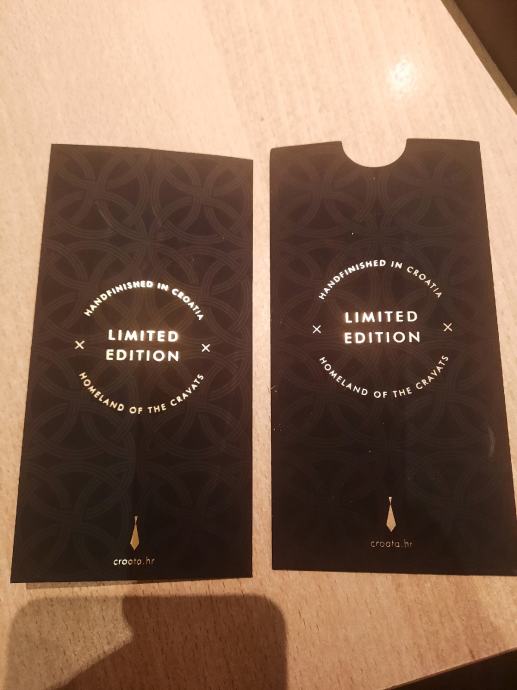 HANDFINISHED IN CROATIA
LIMITED
EDITION
HOMELAND OF THE CRAVATS
croata.hr
HANDFINISHED IN CROATIA
LIMITED
EDITION
HOMELAND OF THE CRAVATS
croata.hr